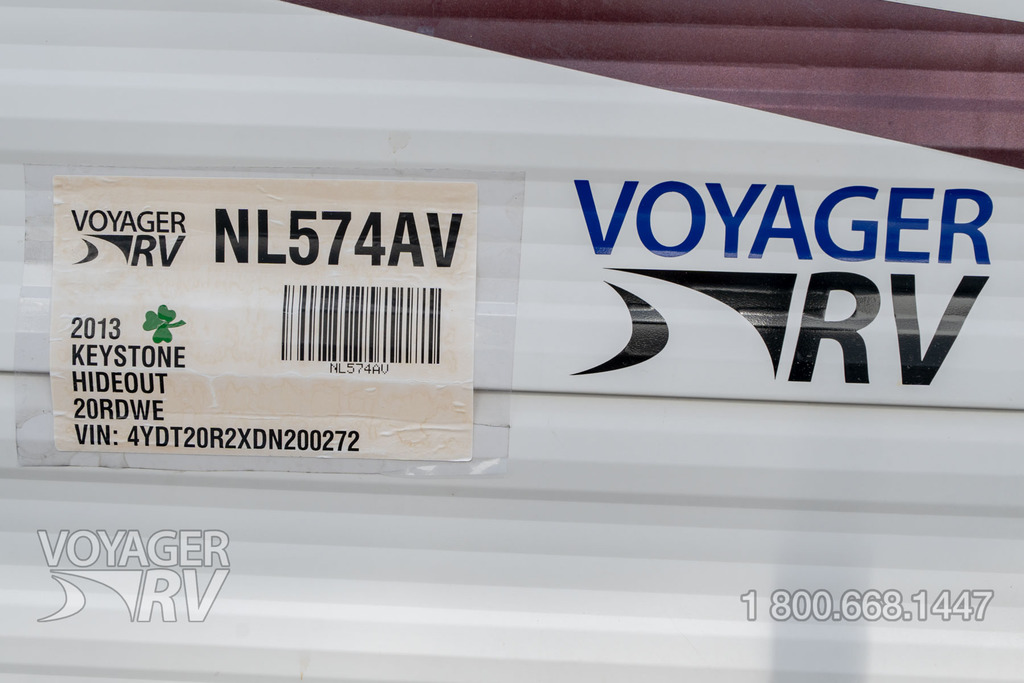 VOYAGER
RV
NL574AV
NL574AV
2013
KEYSTONE
HIDEOUT
20RDWE
VIN: 4YDT20R2XDN200272
VOYAGER
RV
VOYAGER
RV
1 800.668.1447